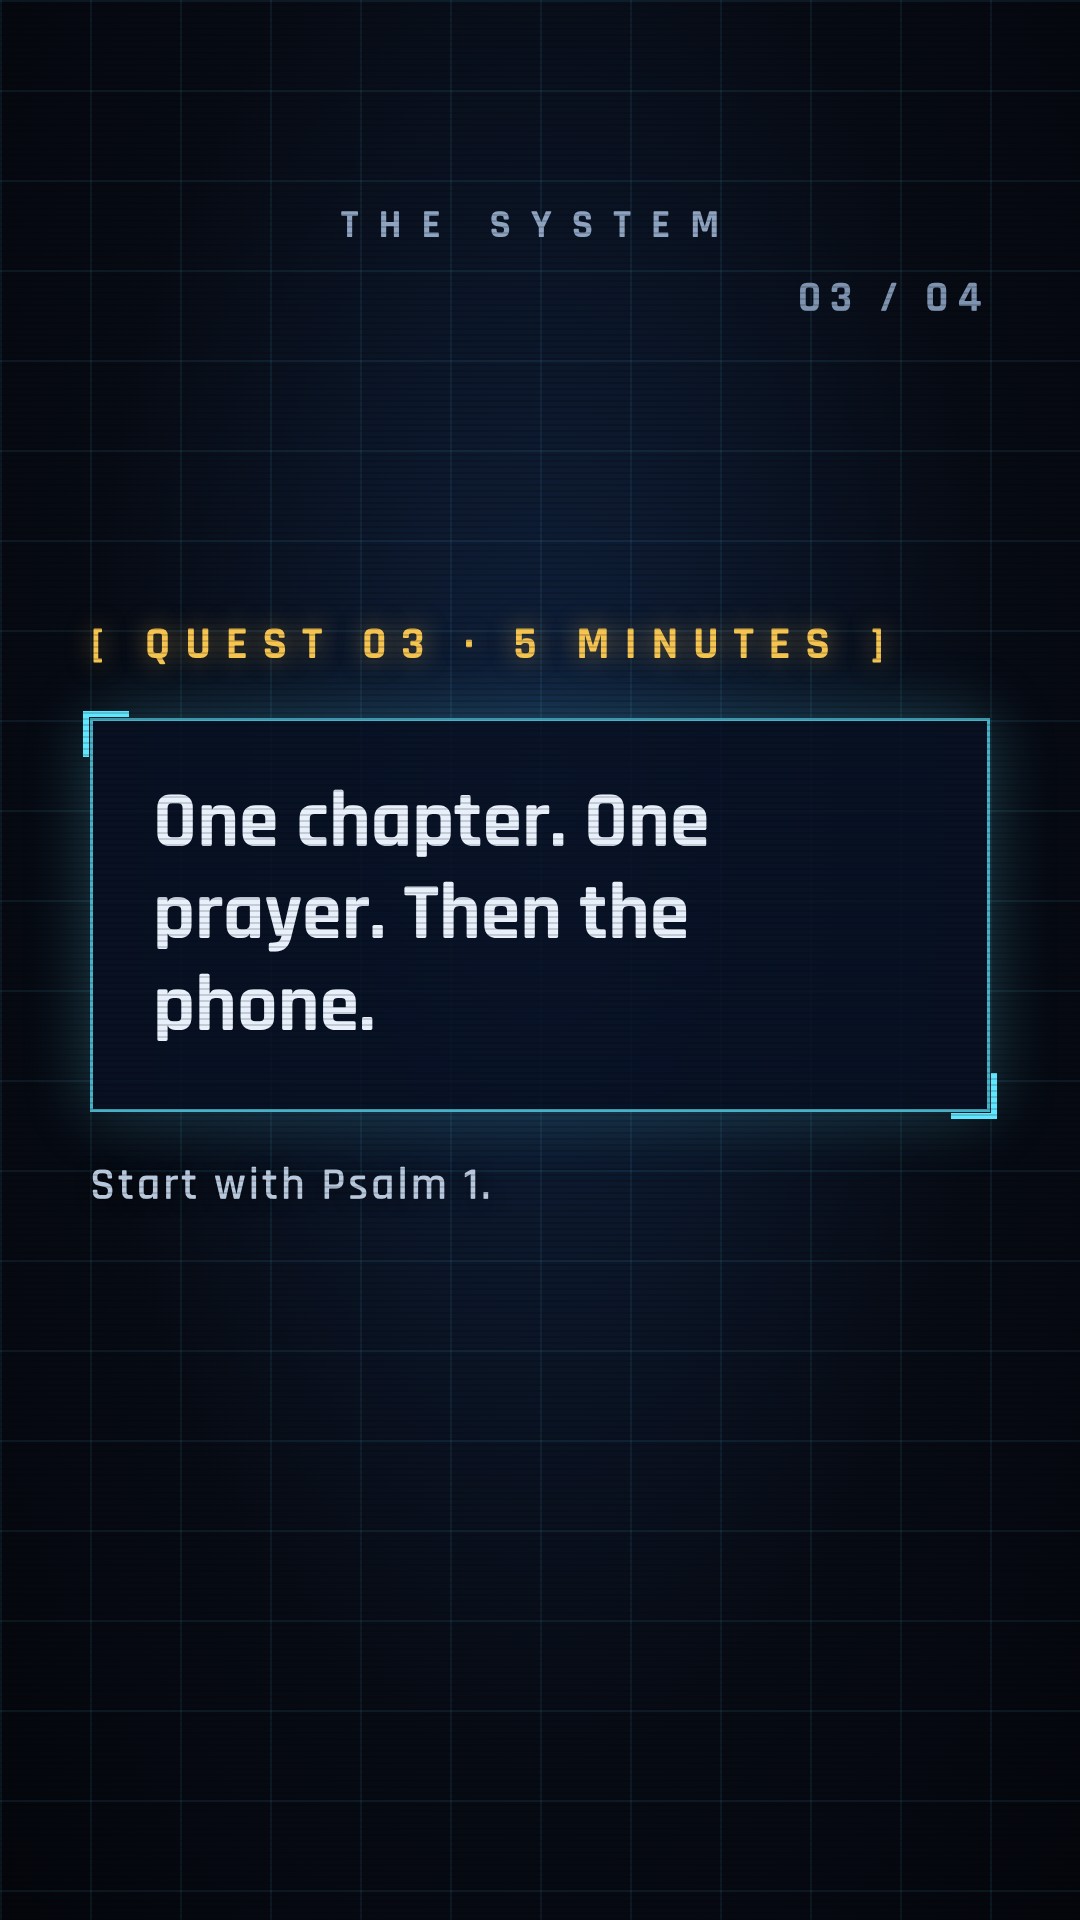 THE SYSTEM
03 / 04
[ QUEST 03 · 5 MINUTES ]
One chapter. One
prayer. Then the
phone.
Start with Psalm 1.